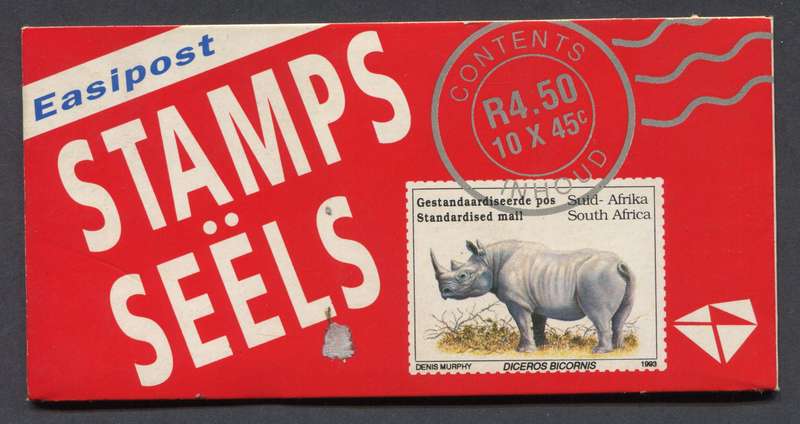 Easipost
STAMPS
SEËLS
CONTENTS
R4.50
10 X 45c
INHOUD
Gestandaardiseerde pos Suid-Afrika
Standardised mail South Africa
DENIS MURPHY DICEROS BICORNIS 1993